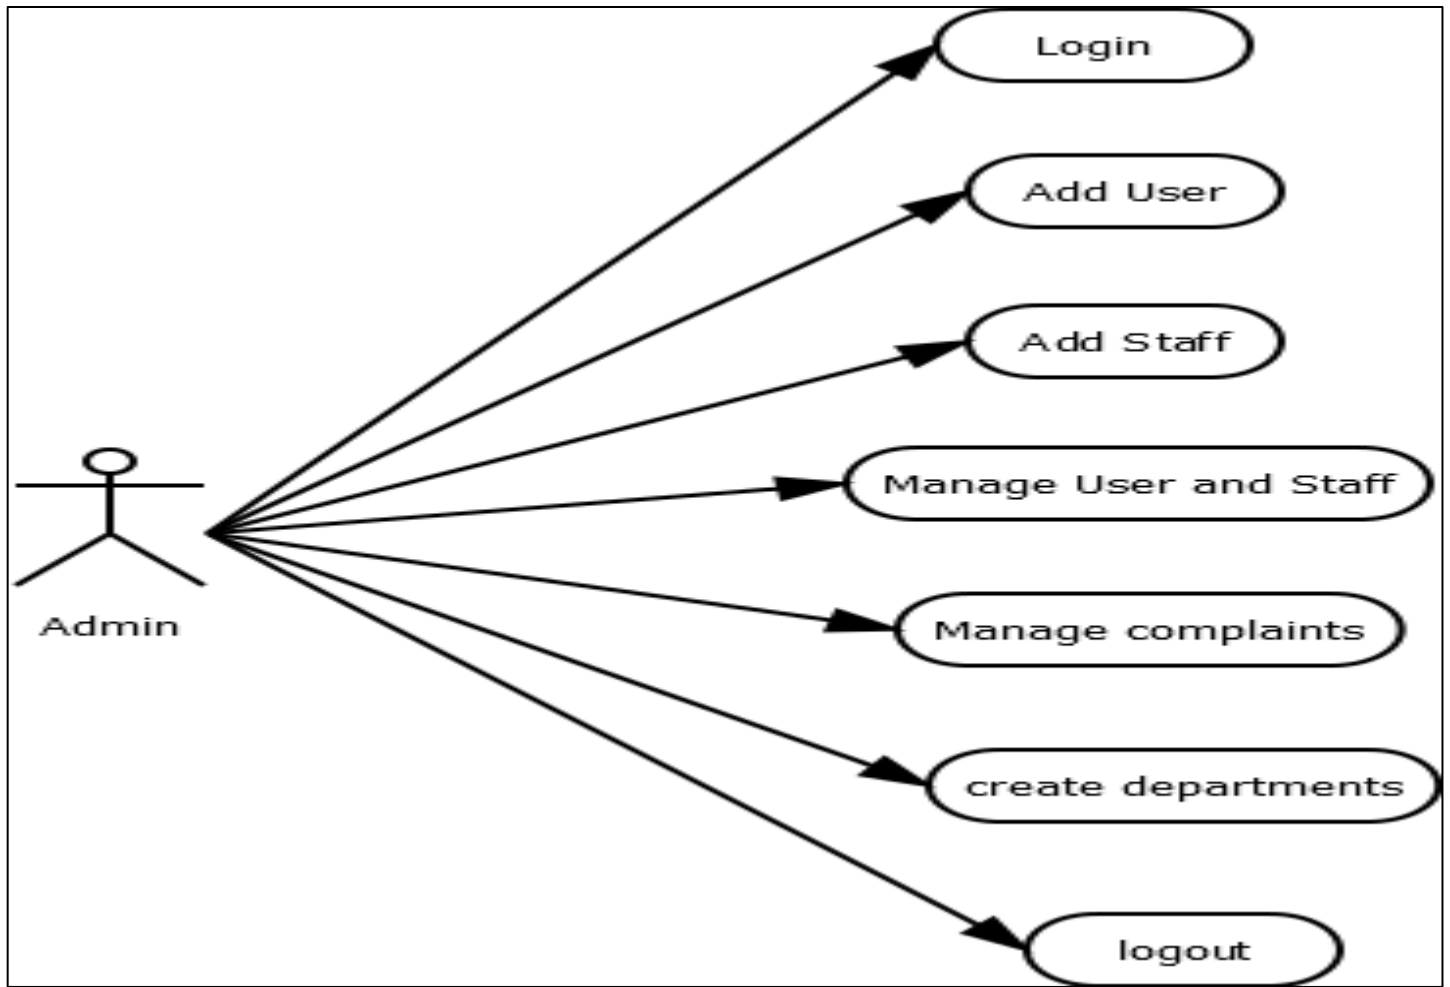 Login
Add User
Add Staff
Manage User and Staff
Admin
Manage complaints
create departments
logout